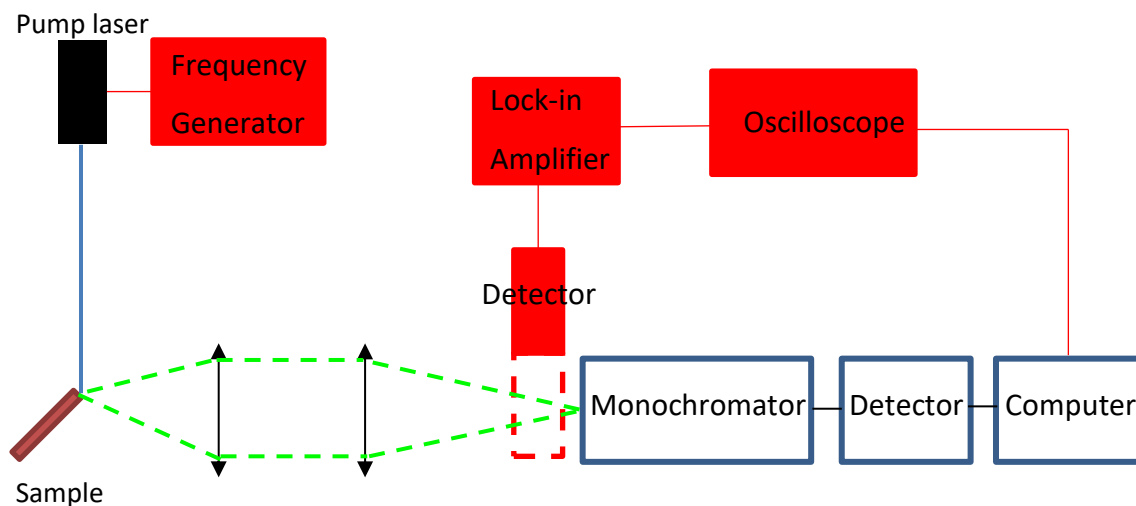 Pump laser
Frequency
Generator
Lock-in
Amplifier
Oscilloscope
Detector
Monochromator
Detector
Computer
Sample